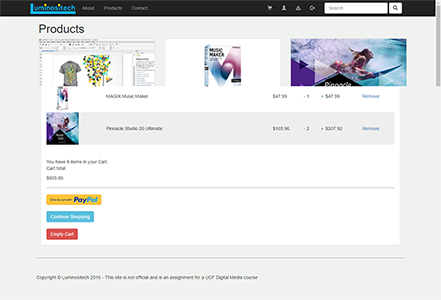 Luminositech About Products Contact Search
Products
MUSIC MAKER
Pinnacle
MAGIX Music Maker $47.99 - 1 + $47.99 Remove
Pinnacle Studio 20 Ultimate $103.96 - 2 + $207.92 Remove
You have 8 items in your Cart.
Cart total:
$905.85
Check out with PayPal
Continue Shopping
Empty Cart
Copyright © Luminositech 2016 - This site is not official and is an assignment for a UCF Digital Media course